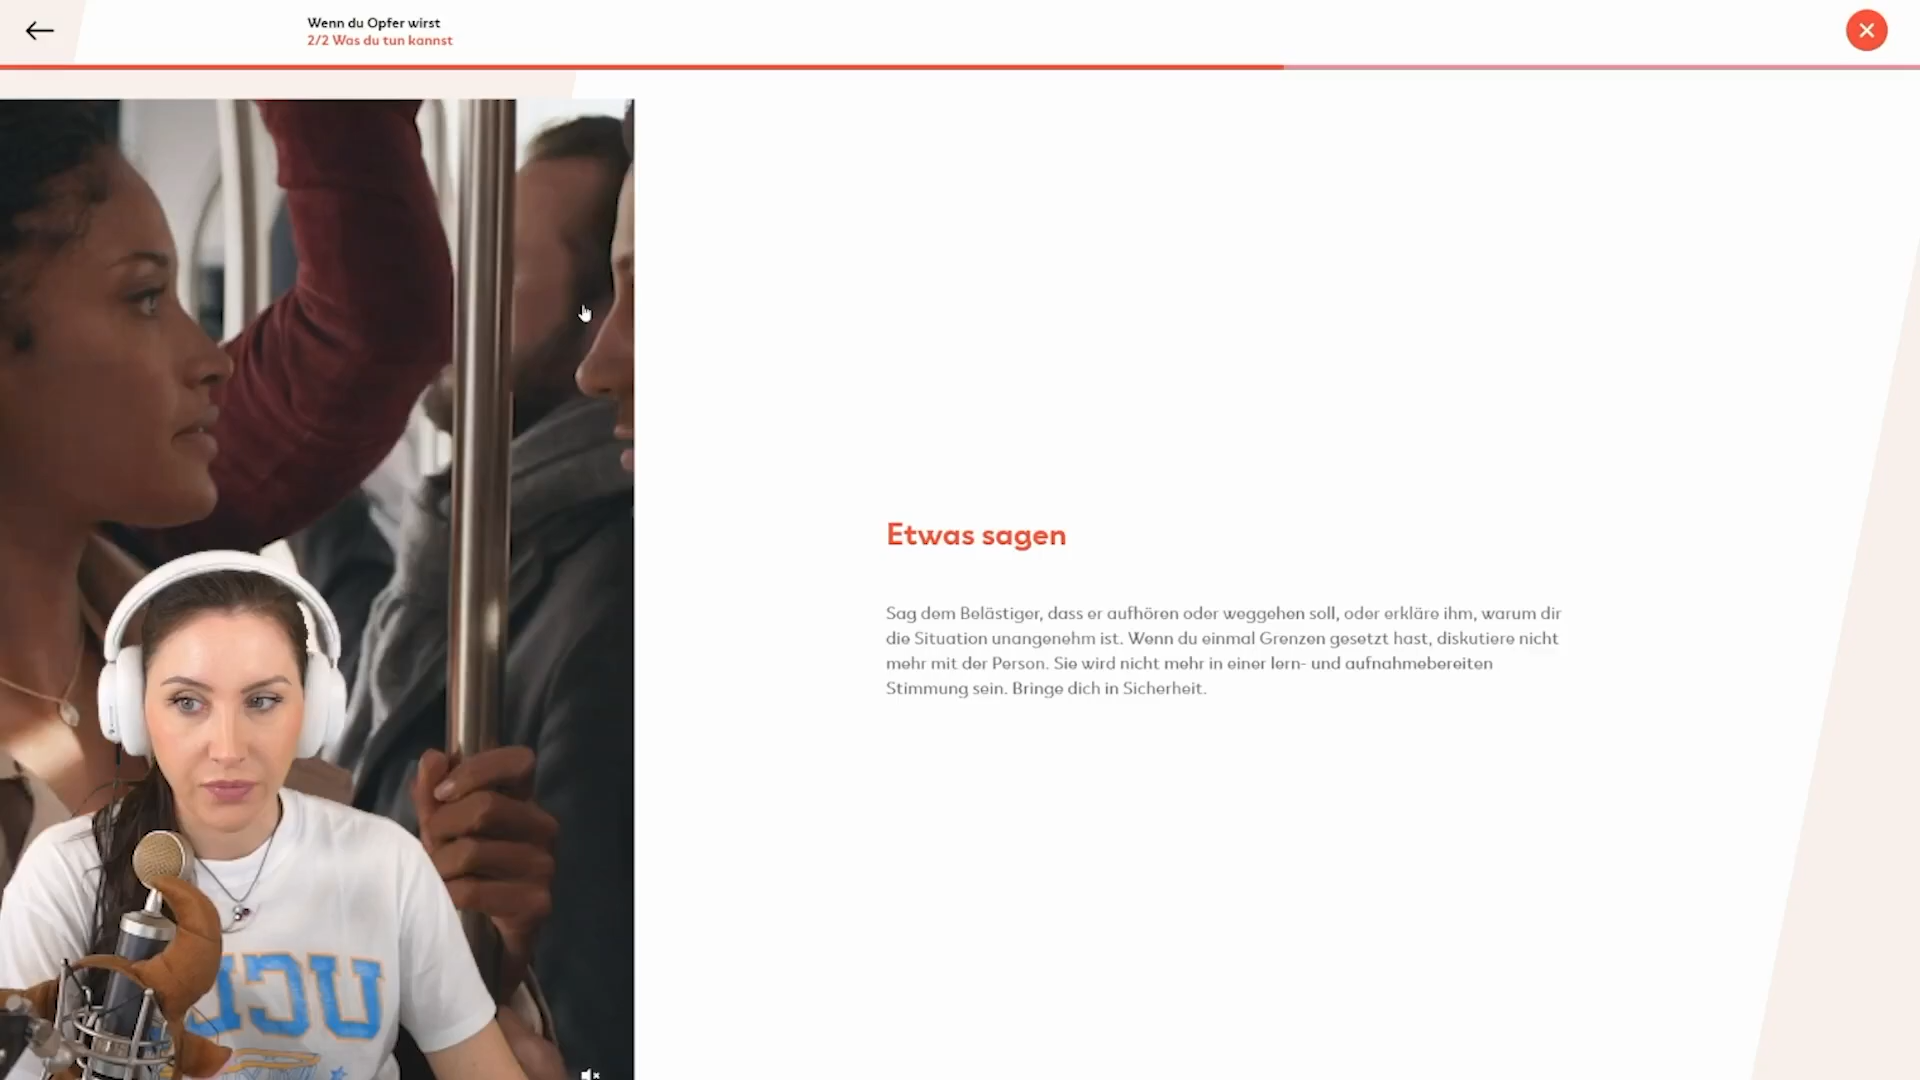 Wenn du Opfer wirst
2/2 Was du tun kannst
Etwas sagen
Sag dem Belästiger, dass er aufhören oder weggehen soll, oder erkläre ihm, warum dir
die Situation unangenehm ist. Wenn du einmal Grenzen gesetzt hast, diskutiere nicht
mehr mit der Person. Sie wird nicht mehr in einer lern- und aufnahmebereiten
Stimmung sein. Bringe dich in Sicherheit.